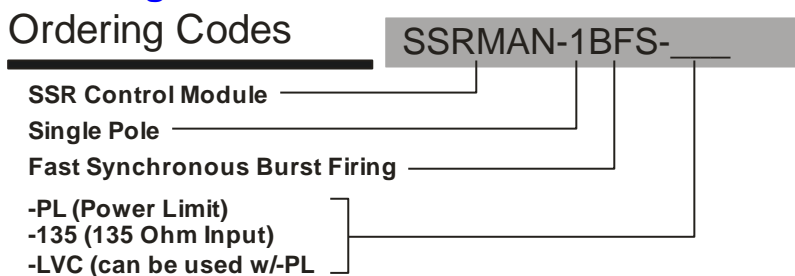 Ordering Codes
SSRMAN-1BFS-___
SSR Control Module
Single Pole
Fast Synchronous Burst Firing
-PL (Power Limit)
-135 (135 Ohm Input)
-LVC (can be used w/-PL